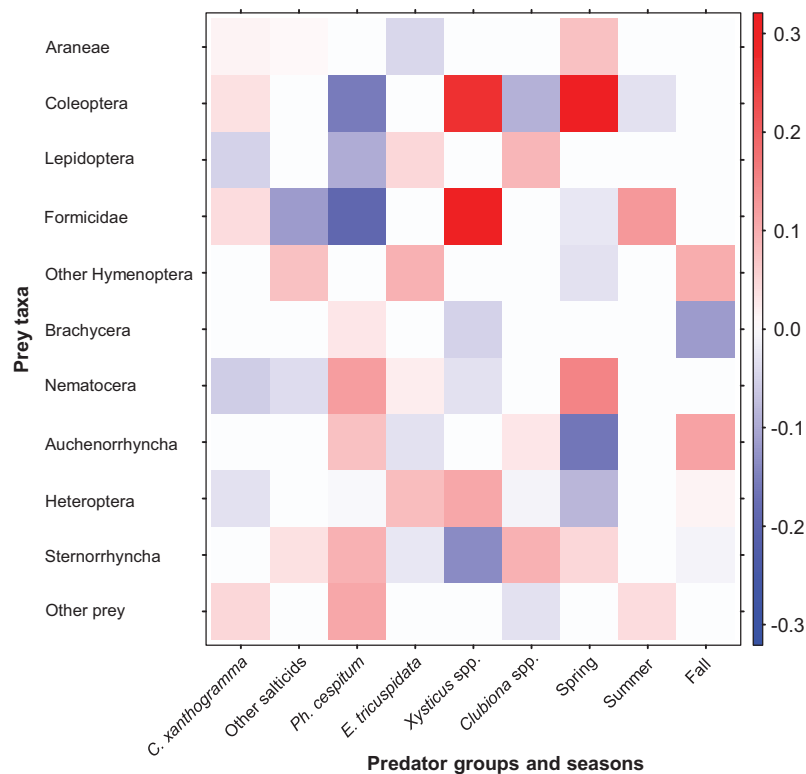 Prey taxa
Araneae
Coleoptera
Lepidoptera
Formicidae
Other Hymenoptera
Brachycera
Nematocera
Auchenorrhyncha
Heteroptera
Sternorrhyncha
Other prey
C. xanthogramma
Other salticids
Ph. cespitum
E. tricuspidata
Xysticus spp.
Clubiona spp.
Spring
Summer
Fall
Predator groups and seasons
0.3
0.2
0.1
0.0
-0.1
-0.2
-0.3